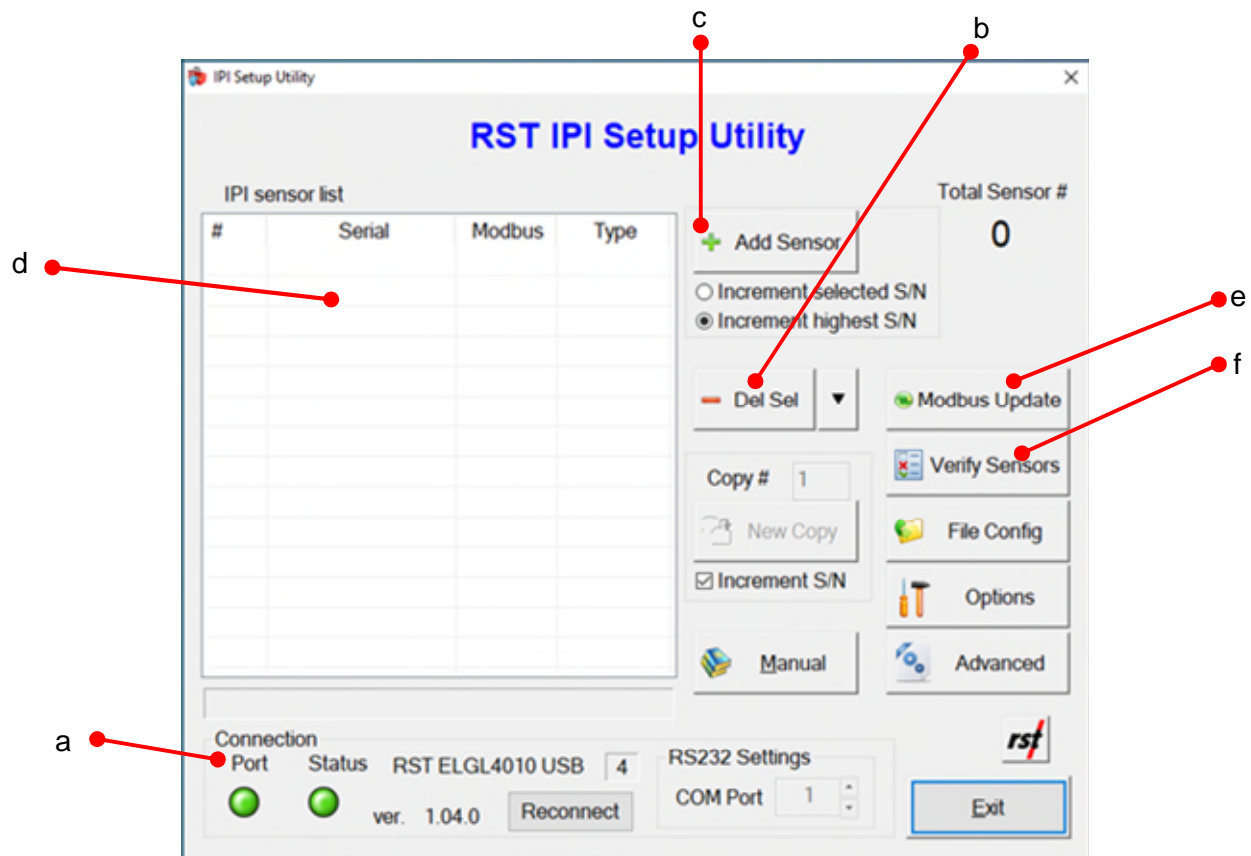 c
b
IPI Setup Utility
RST IPI Setup Utility
IPI sensor list
Total Sensor #
# Serial Modbus Type
0
Add Sensor
d
Increment selected S/N
Increment highest S/N
e
f
Del Sel
Modbus Update
Verify Sensors
Copy # 1
New Copy
File Config
Increment S/N
Options
Manual
Advanced
a
Connection
rst
Port Status RST ELGL4010 USB 4
RS232 Settings
COM Port 1
ver. 1.04.0 Reconnect
Exit